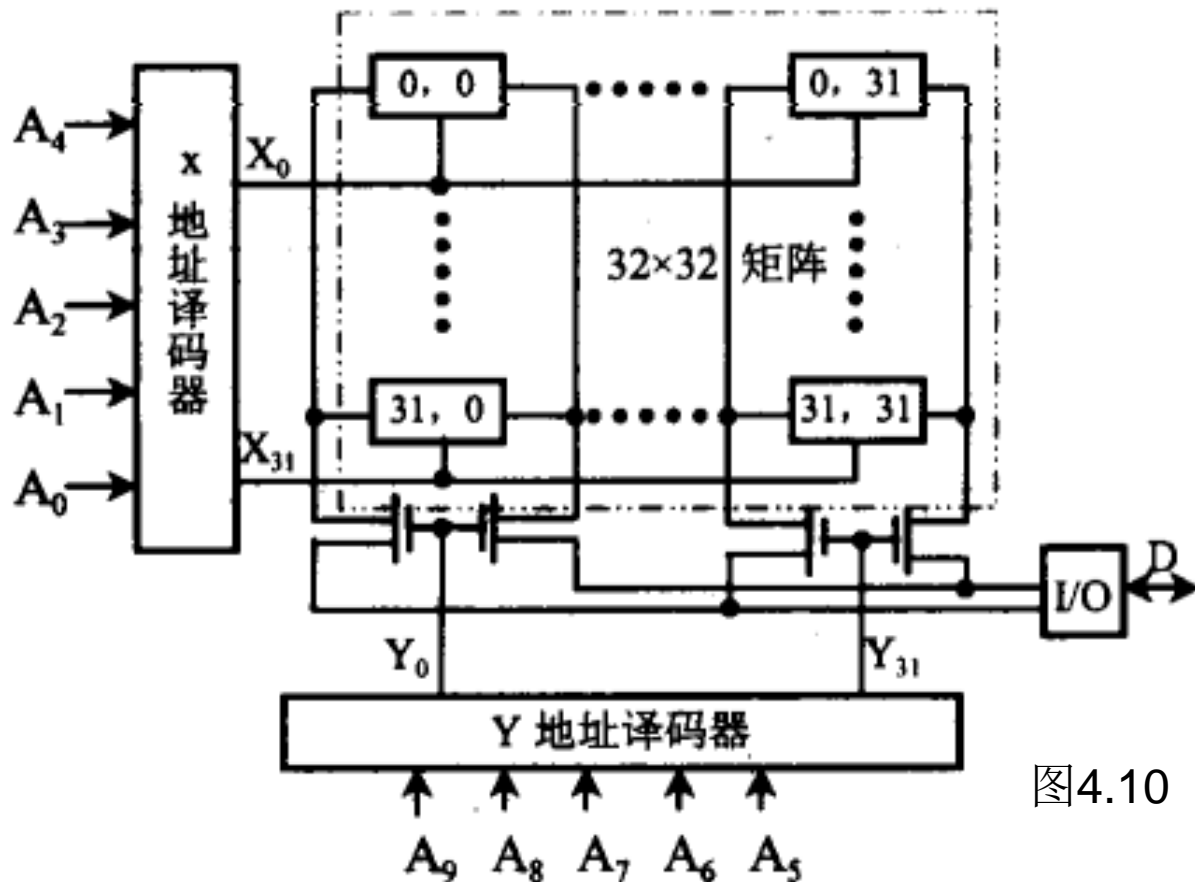 0，0
0，31
A₄
x
地
址
译
码
器
X₀
A₃
32×32 矩阵
A₂
A₁
31，0
31，31
X₃₁
A₀
D
I/O
Y₀
Y₃₁
Y 地址译码器
图4.10
A₉ A₈ A₇ A₆ A₅